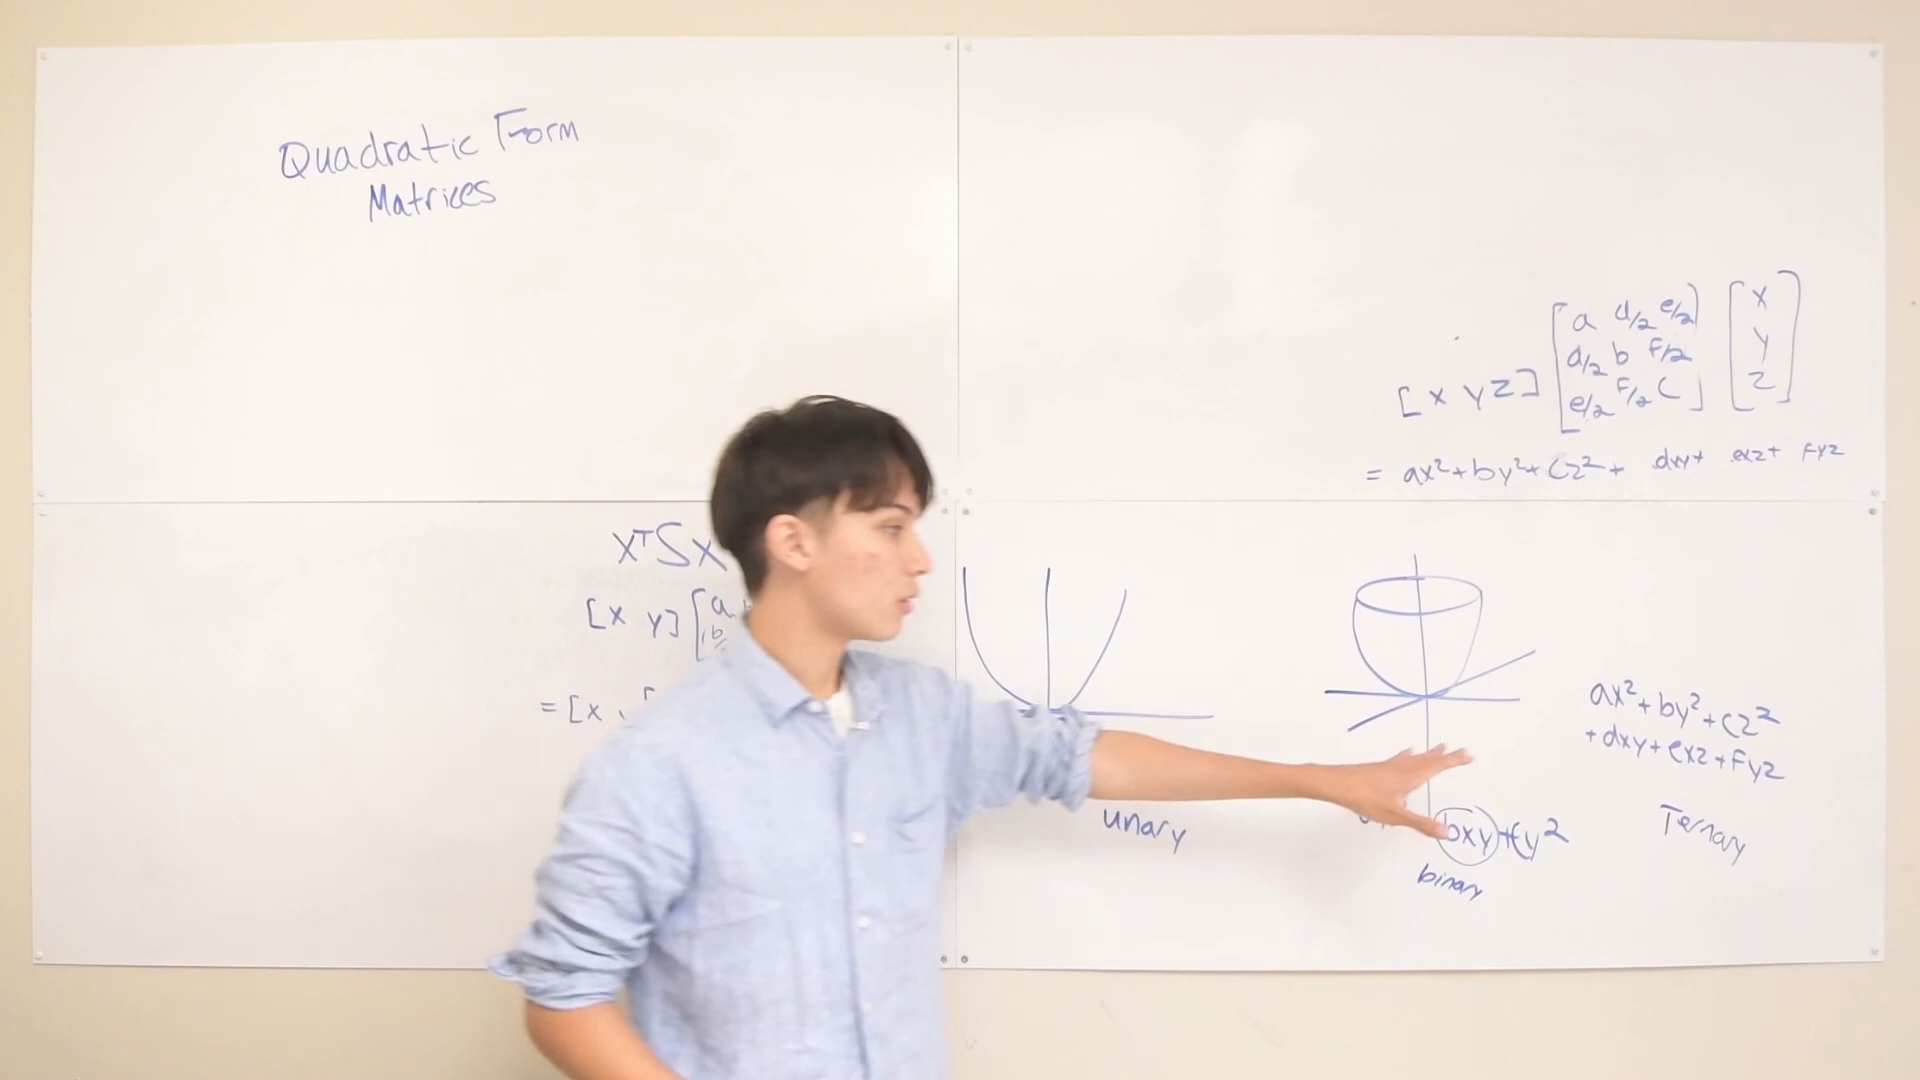 Quadratic Form
Matrices
[x y z] [a d/2 e/2
d/2 b f/2
e/2 f/2 c] [x
y
z]
= ax²+by²+cz²+ dxy+ exz+ fyz
xᵀSx
[x y] [a
b/
= [x
unary
bxy+cy²
binary
ax²+by²+cz²
+dxy+exz+fyz
Ternary